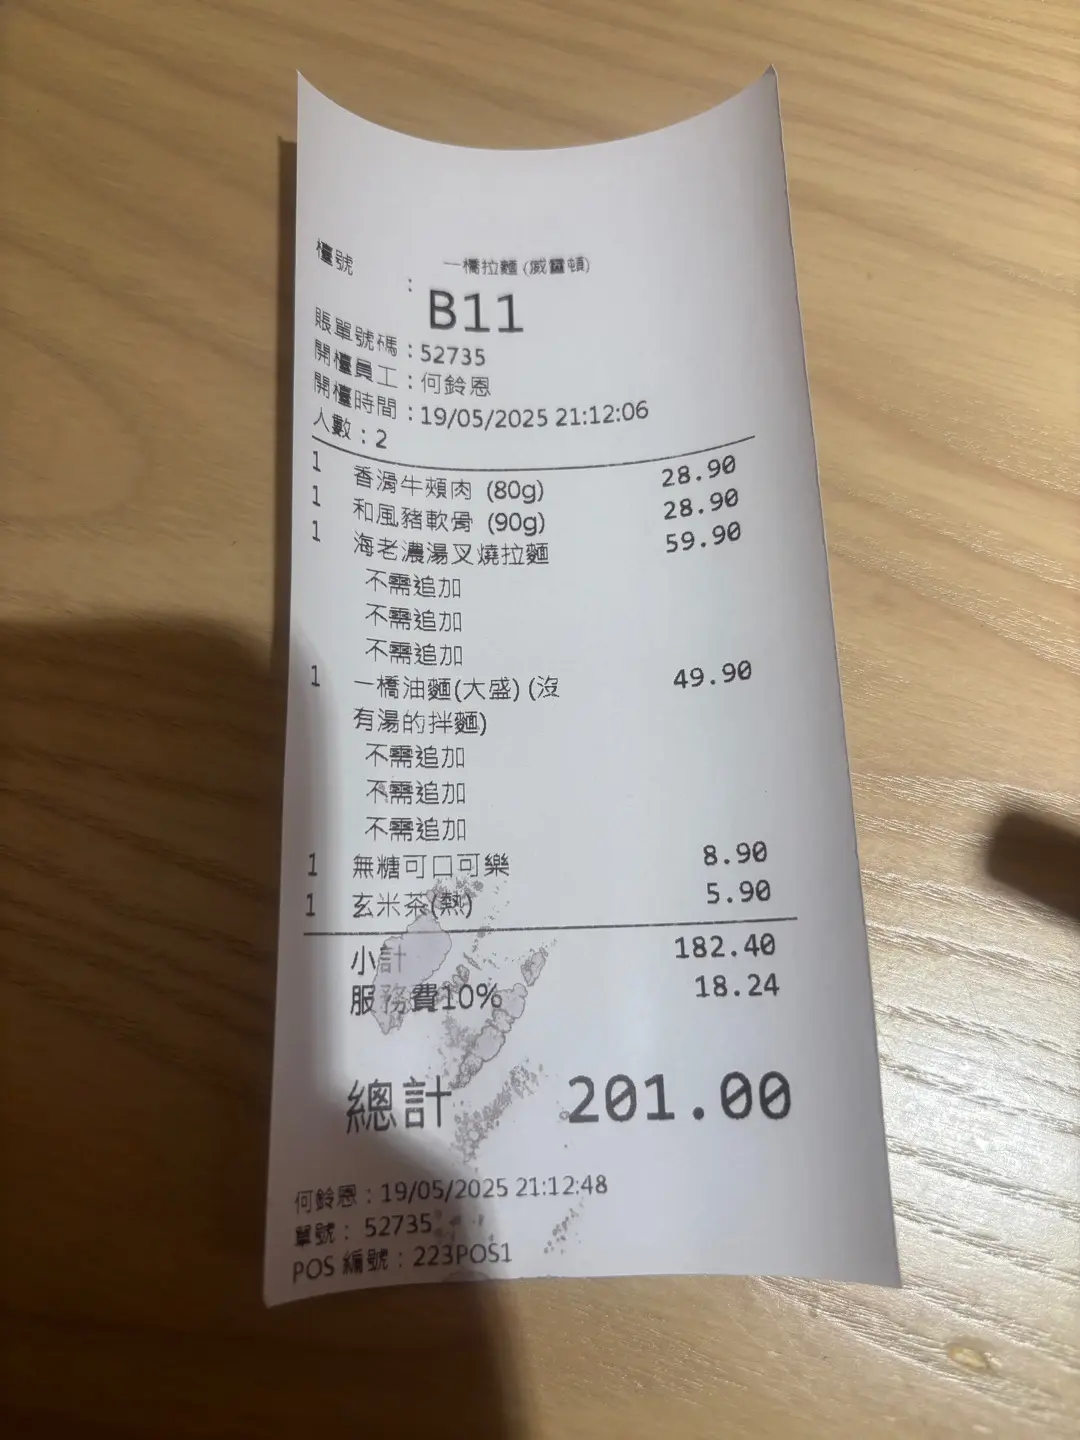 一橋拉麵 (威靈頓)
檯號 : B11
賬單號碼 : 52735
開檯員工 : 何鈴恩
開檯時間 : 19/05/2025 21:12:06
人數 : 2
1 香滑牛頰肉 (80g) 28.90
1 和風豬軟骨 (90g) 28.90
1 海老濃湯叉燒拉麵 59.90
不需追加
不需追加
不需追加
1 一橋油麵(大盛) (沒 49.90
有湯的拌麵)
不需追加
不需追加
不需追加
1 無糖可口可樂 8.90
1 玄米茶(熱) 5.90
小計 182.40
服務費10% 18.24
總計 201.00
何鈴恩 : 19/05/2025 21:12:48
單號 : 52735
POS 編號 : 223POS1